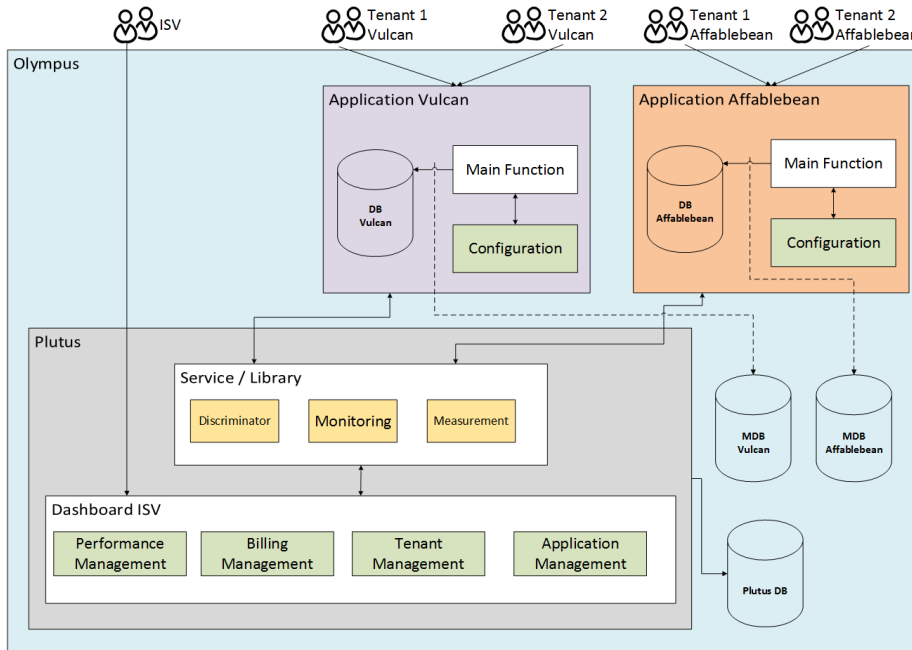 ISV
Tenant 1
Vulcan
Tenant 2
Vulcan
Tenant 1
Affablebean
Tenant 2
Affablebean
Olympus
Application Vulcan
Main Function
DB
Vulcan
Configuration
Application Affablebean
Main Function
DB
Affablebean
Configuration
Plutus
Service / Library
Discriminator
Monitoring
Measurement
MDB
Vulcan
MDB
Affablebean
Dashboard ISV
Performance
Management
Billing
Management
Tenant
Management
Application
Management
Plutus DB